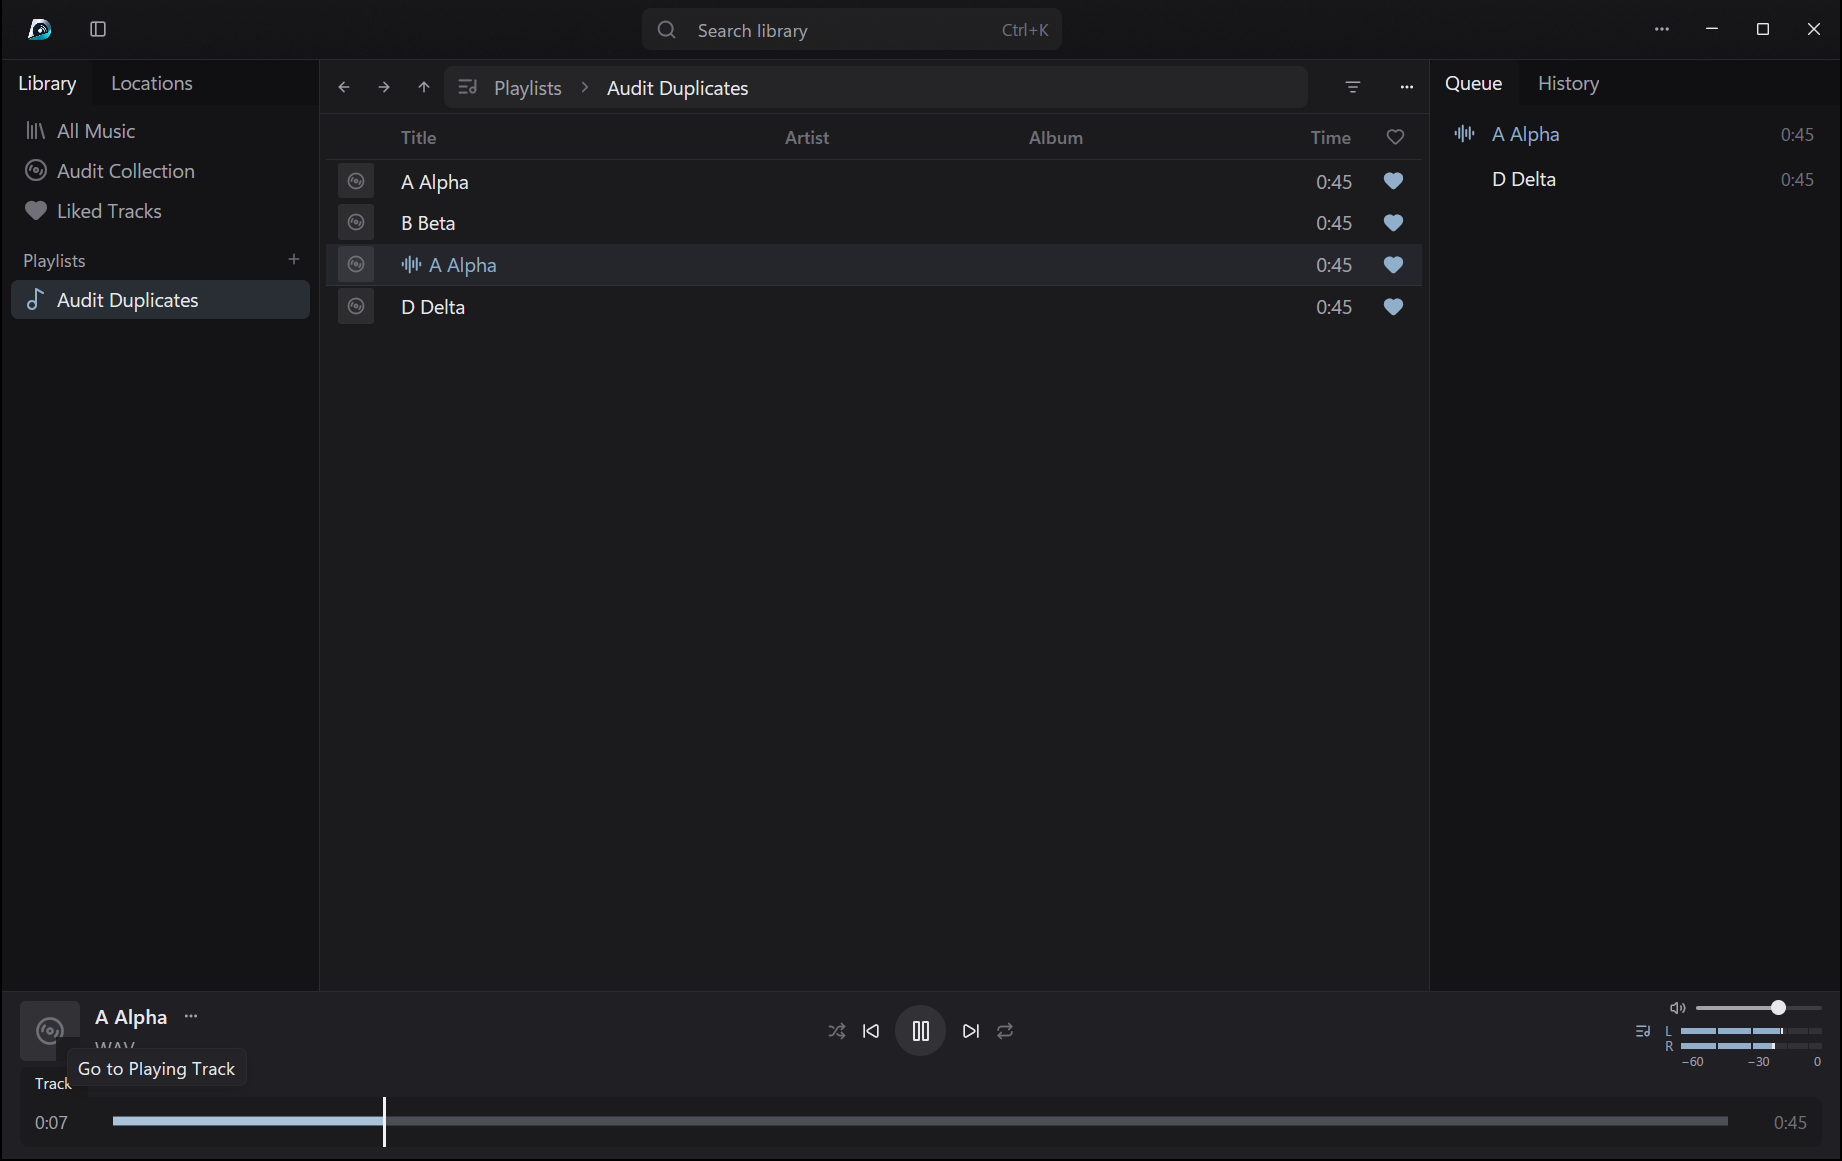 Search library Ctrl+K
Library Locations
All Music
Audit Collection
Liked Tracks
Playlists
Audit Duplicates
Playlists Audit Duplicates
Title Artist Album Time
A Alpha 0:45
B Beta 0:45
A Alpha 0:45
D Delta 0:45
Queue History
A Alpha 0:45
D Delta 0:45
A Alpha
WAV
Go to Playing Track
Track
0:07 0:45
L
R
-60 -30 0